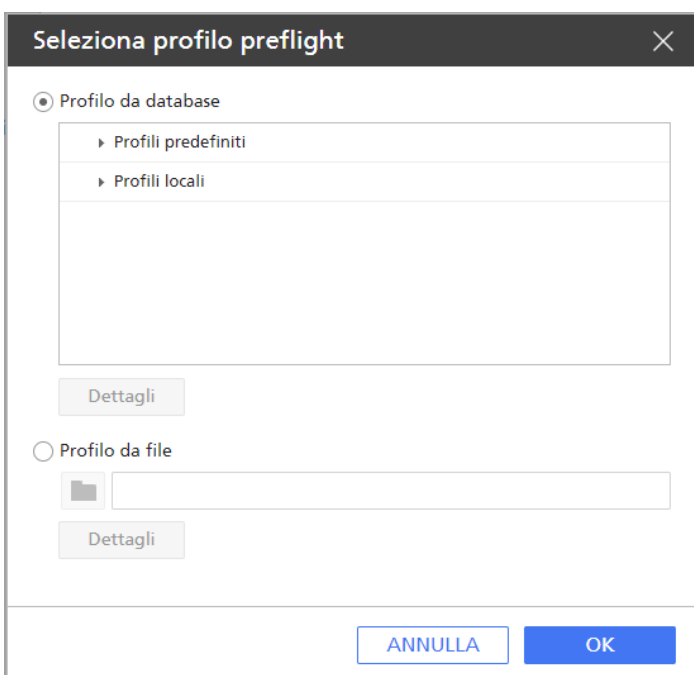 Seleziona profilo preflight
Profilo da database
Profili predefiniti
Profili locali
Dettagli
Profilo da file
Dettagli
ANNULLA OK